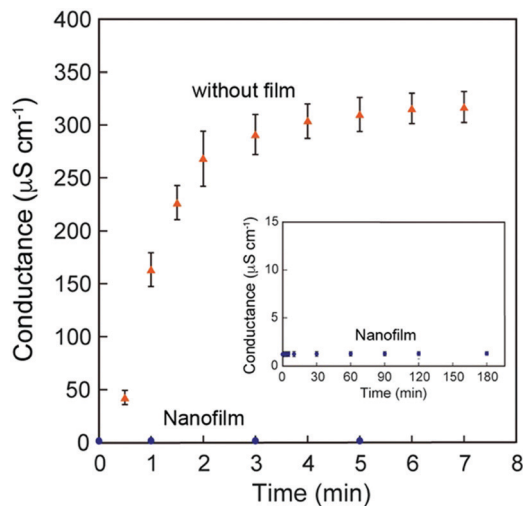 400
350
300
250
200
150
100
50
0
Conductance (μS cm⁻¹)
without film
Nanofilm
0 1 2 3 4 5 6 7 8
Time (min)
15
10
5
1
Conductance (μS cm⁻¹)
Nanofilm
0 30 60 90 120 150 180
Time (min)